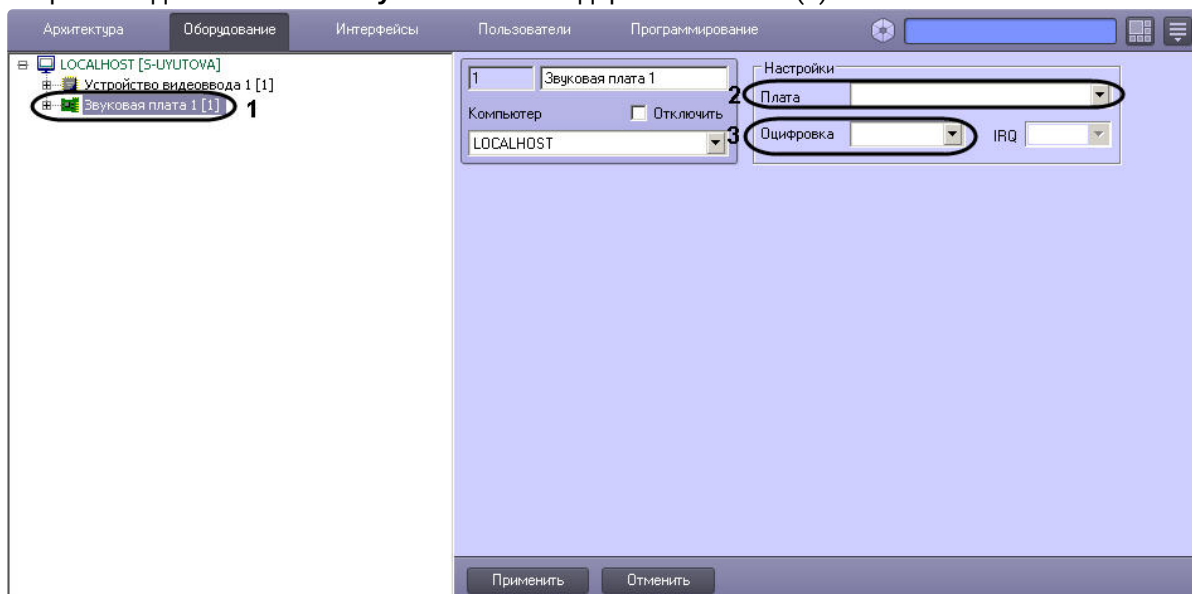 Архитектура Оборудование Интерфейсы Пользователи Программирование
LOCALHOST [S-UYUTOVA]
Устройство видеоввода 1 [1]
Звуковая плата 1 [1] 1
1 Звуковая плата 1
Компьютер Отключить
LOCALHOST
Настройки
2 Плата
3 Оцифровка IRQ
Применить Отменить